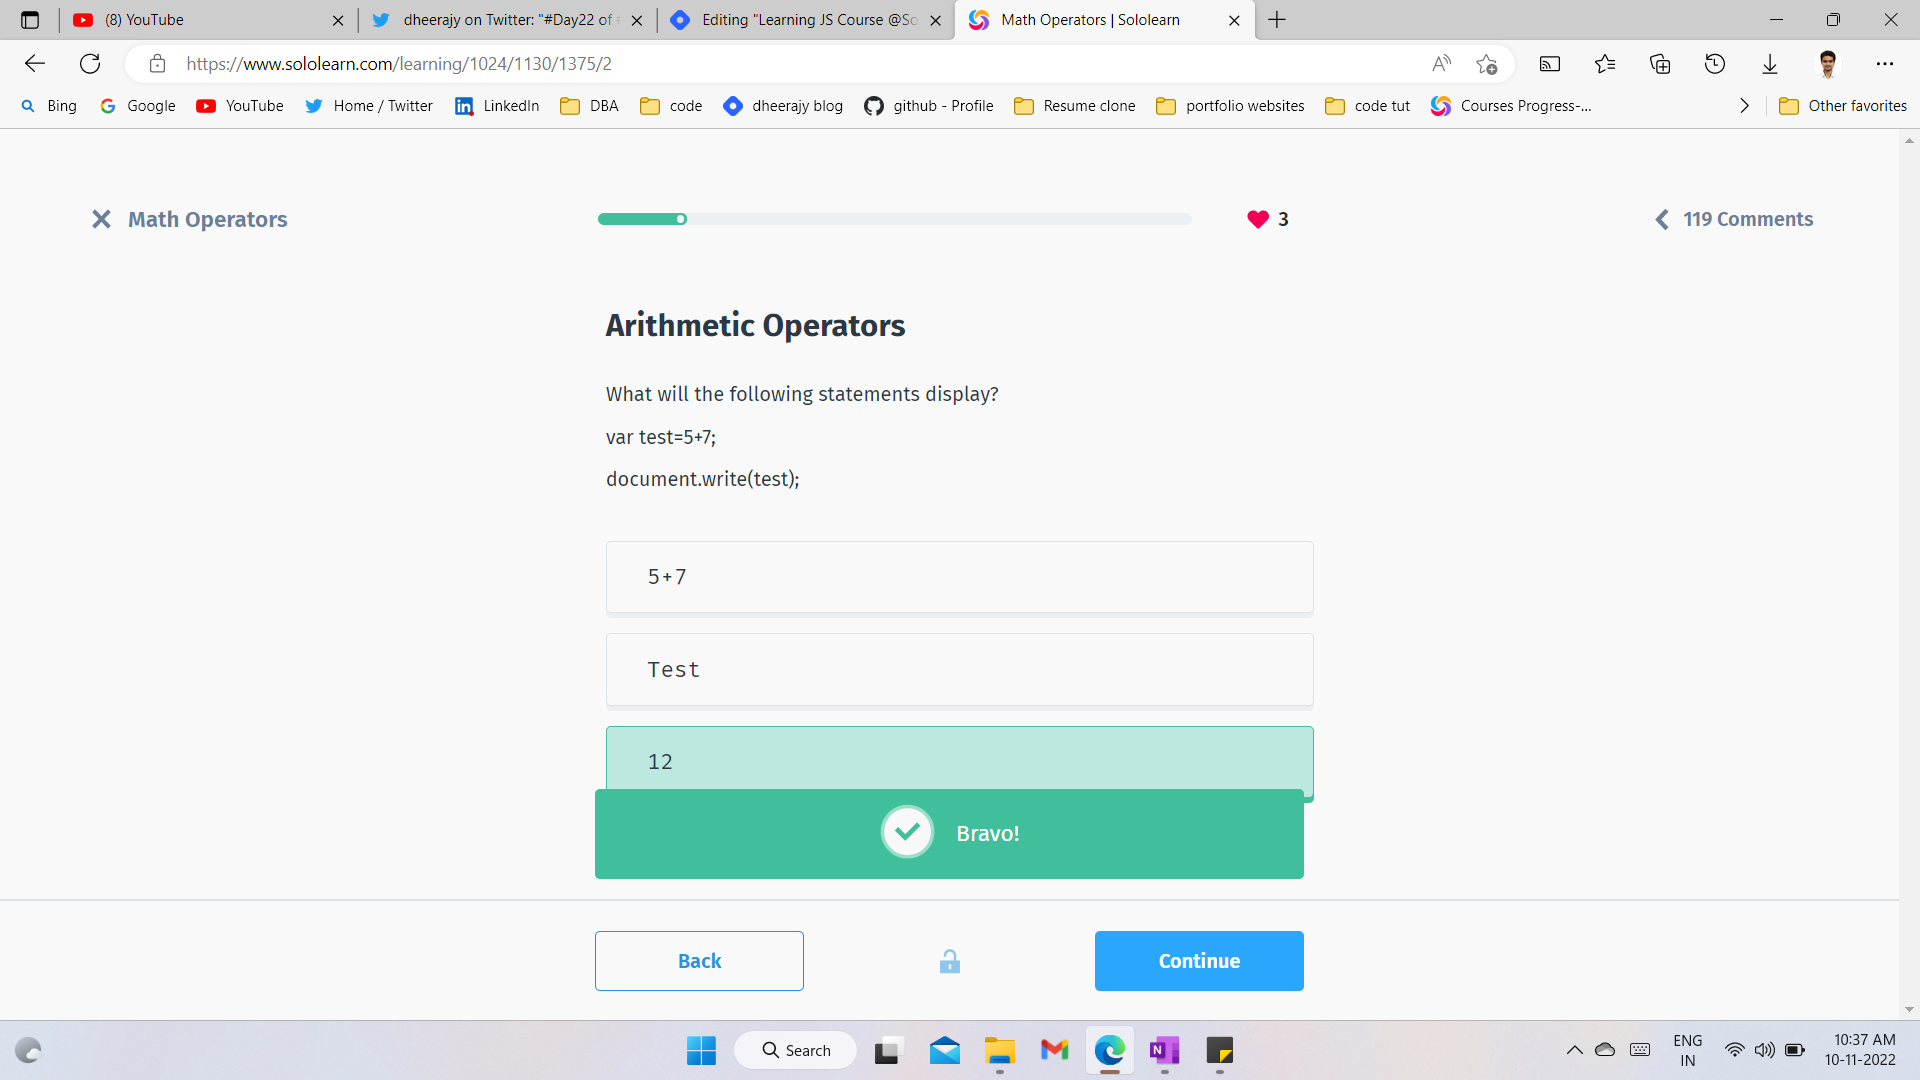 (8) YouTube
dheerajy on Twitter: "#Day22 of
Editing "Learning JS Course @So
Math Operators | Sololearn
https://www.sololearn.com/learning/1024/1130/1375/2
Bing
Google
YouTube
Home / Twitter
LinkedIn
DBA
code
dheerajy blog
github - Profile
Resume clone
portfolio websites
code tut
Courses Progress-...
Other favorites
Math Operators
3
119 Comments
Arithmetic Operators
What will the following statements display?
var test=5+7;
document.write(test);
5+7
Test
12
Bravo!
Back
Continue
Search
ENG
IN
10:37 AM
10-11-2022